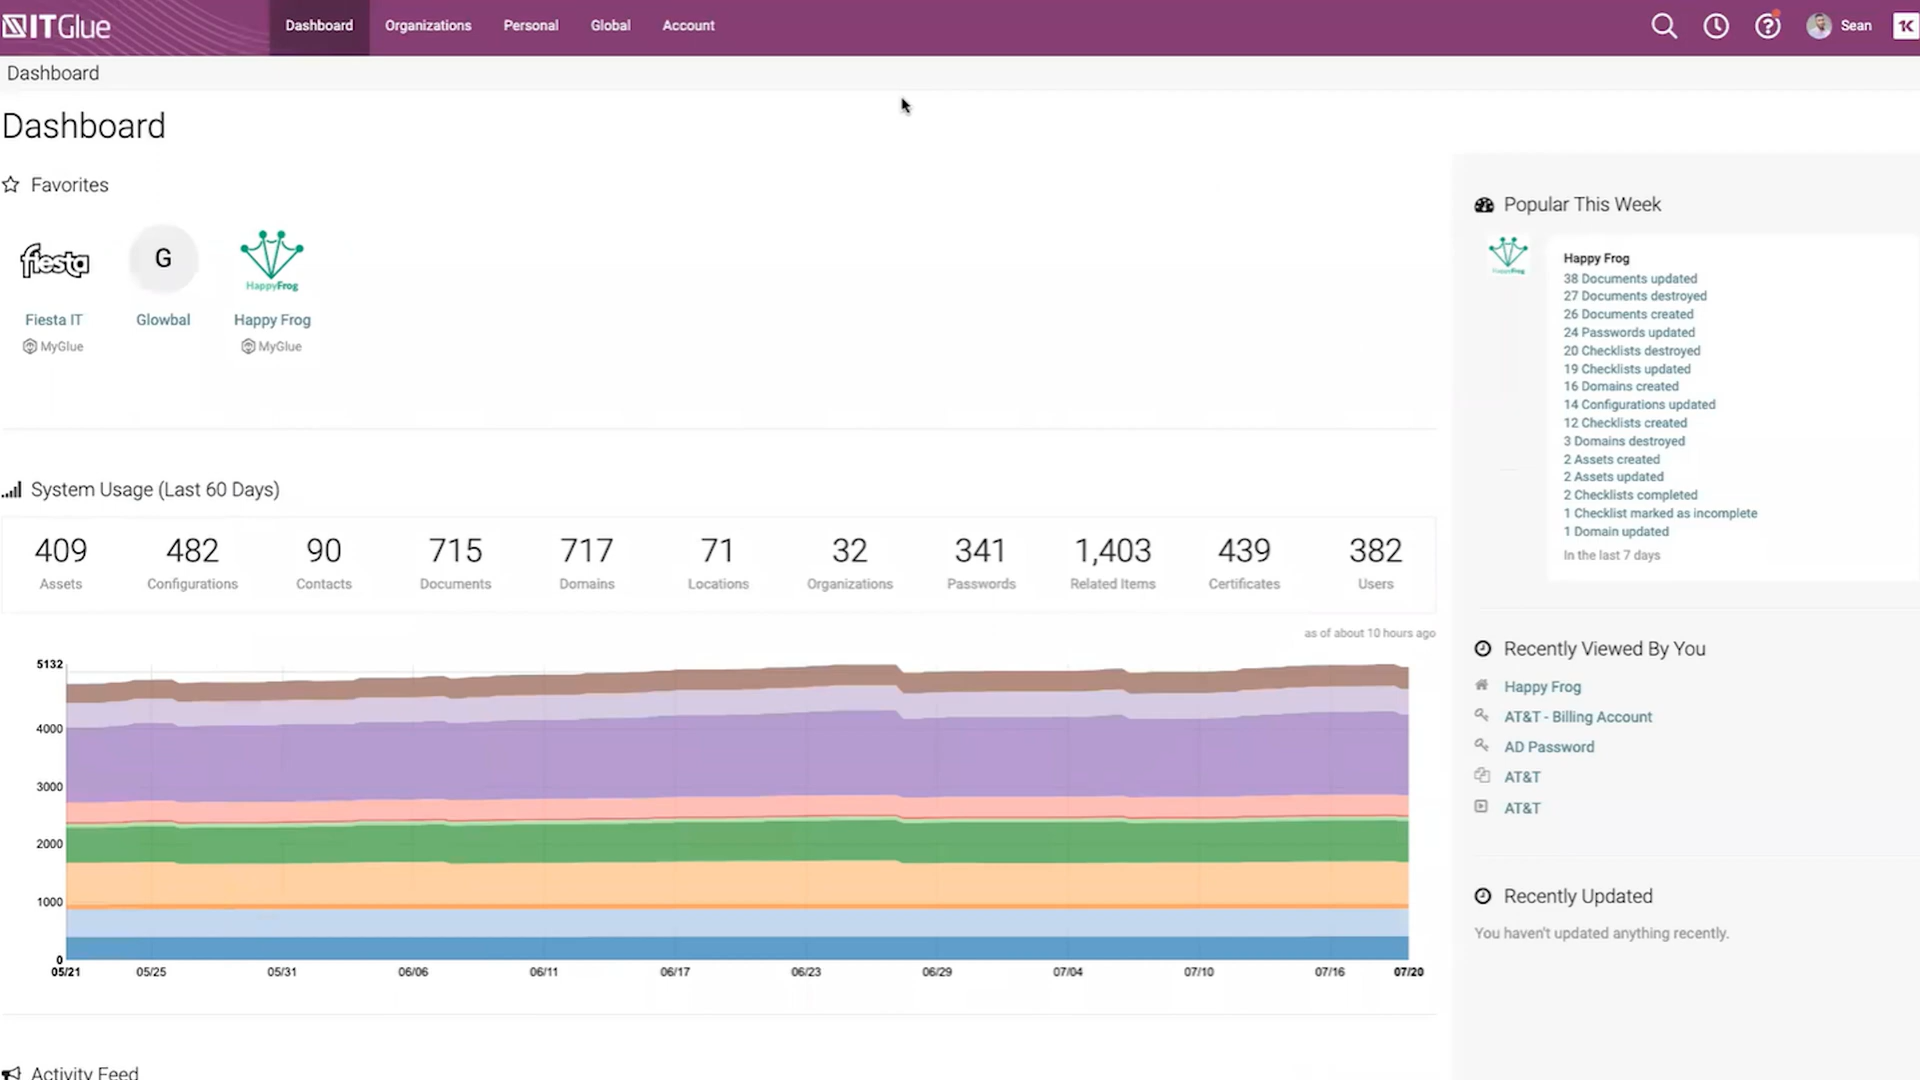 ITGlue
Dashboard
Organizations
Personal
Global
Account
Sean
Dashboard
Dashboard
Favorites
fiesta
G
HappyFrog
Fiesta IT
Glowbal
Happy Frog
MyGlue
MyGlue
System Usage (Last 60 Days)
409
Assets
482
Configurations
90
Contacts
715
Documents
717
Domains
71
Locations
32
Organizations
341
Passwords
1,403
Related Items
439
Certificates
382
Users
as of about 10 hours ago
5132
4000
3000
2000
1000
0
05/21
05/25
05/31
06/06
06/11
06/17
06/23
06/29
07/04
07/10
07/16
07/20
Activity Feed
Popular This Week
HappyFrog
Happy Frog
38 Documents updated
27 Documents destroyed
26 Documents created
24 Passwords updated
20 Checklists destroyed
19 Checklists updated
16 Domains created
14 Configurations updated
12 Checklists created
3 Domains destroyed
2 Assets created
2 Assets updated
2 Checklists completed
1 Checklist marked as incomplete
1 Domain updated
In the last 7 days
Recently Viewed By You
Happy Frog
AT&T - Billing Account
AD Password
AT&T
AT&T
Recently Updated
You haven't updated anything recently.